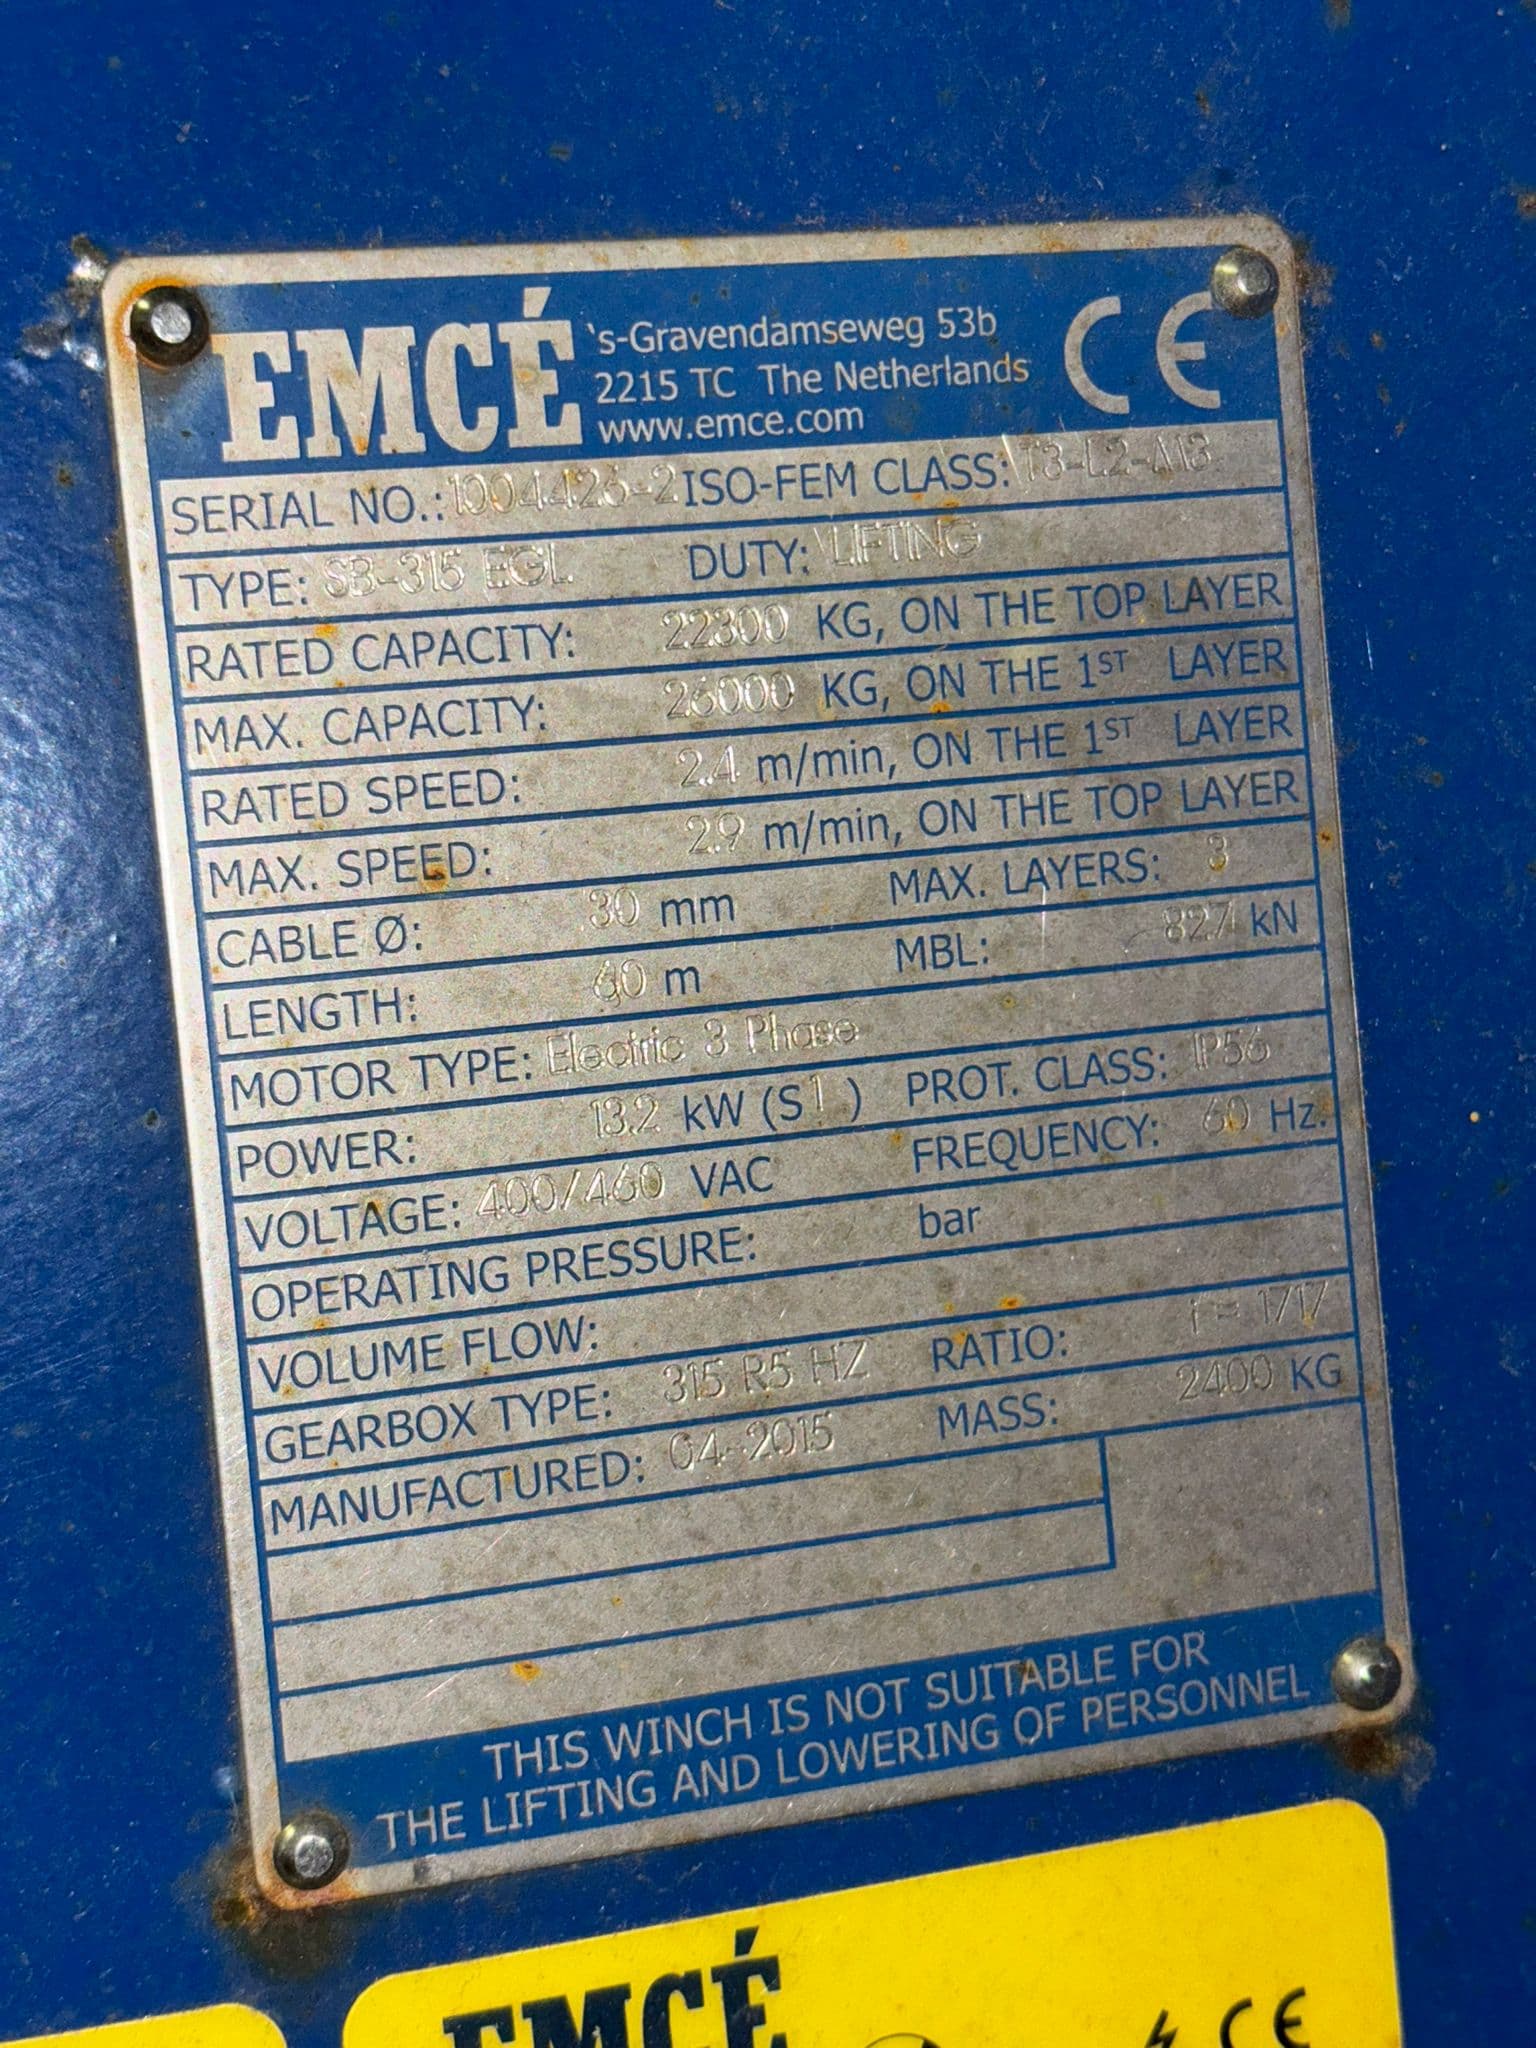 EMCÉ
's-Gravendamseweg 53b
2215 TC The Netherlands
www.emce.com
CE
SERIAL NO.: 1004426-2 ISO-FEM CLASS: T3-L2-M3
TYPE: SB-315 EGL DUTY: LIFTING
RATED CAPACITY: 22300 KG, ON THE TOP LAYER
MAX. CAPACITY: 26000 KG, ON THE 1ST LAYER
RATED SPEED: 2.4 m/min, ON THE 1ST LAYER
MAX. SPEED: 2.9 m/min, ON THE TOP LAYER
CABLE Ø: 30 mm MAX. LAYERS: 3
LENGTH: 60 m MBL: 827 kN
MOTOR TYPE: Electric 3 Phase
POWER: 13.2 kW (S1) PROT. CLASS: IP56
VOLTAGE: 400/460 VAC FREQUENCY: 60 Hz.
OPERATING PRESSURE: bar
VOLUME FLOW:
GEARBOX TYPE: 315 R5 HZ RATIO: i = 1/17
MANUFACTURED: 04-2015 MASS: 2400 KG
THIS WINCH IS NOT SUITABLE FOR
THE LIFTING AND LOWERING OF PERSONNEL
EMCÉ
CE